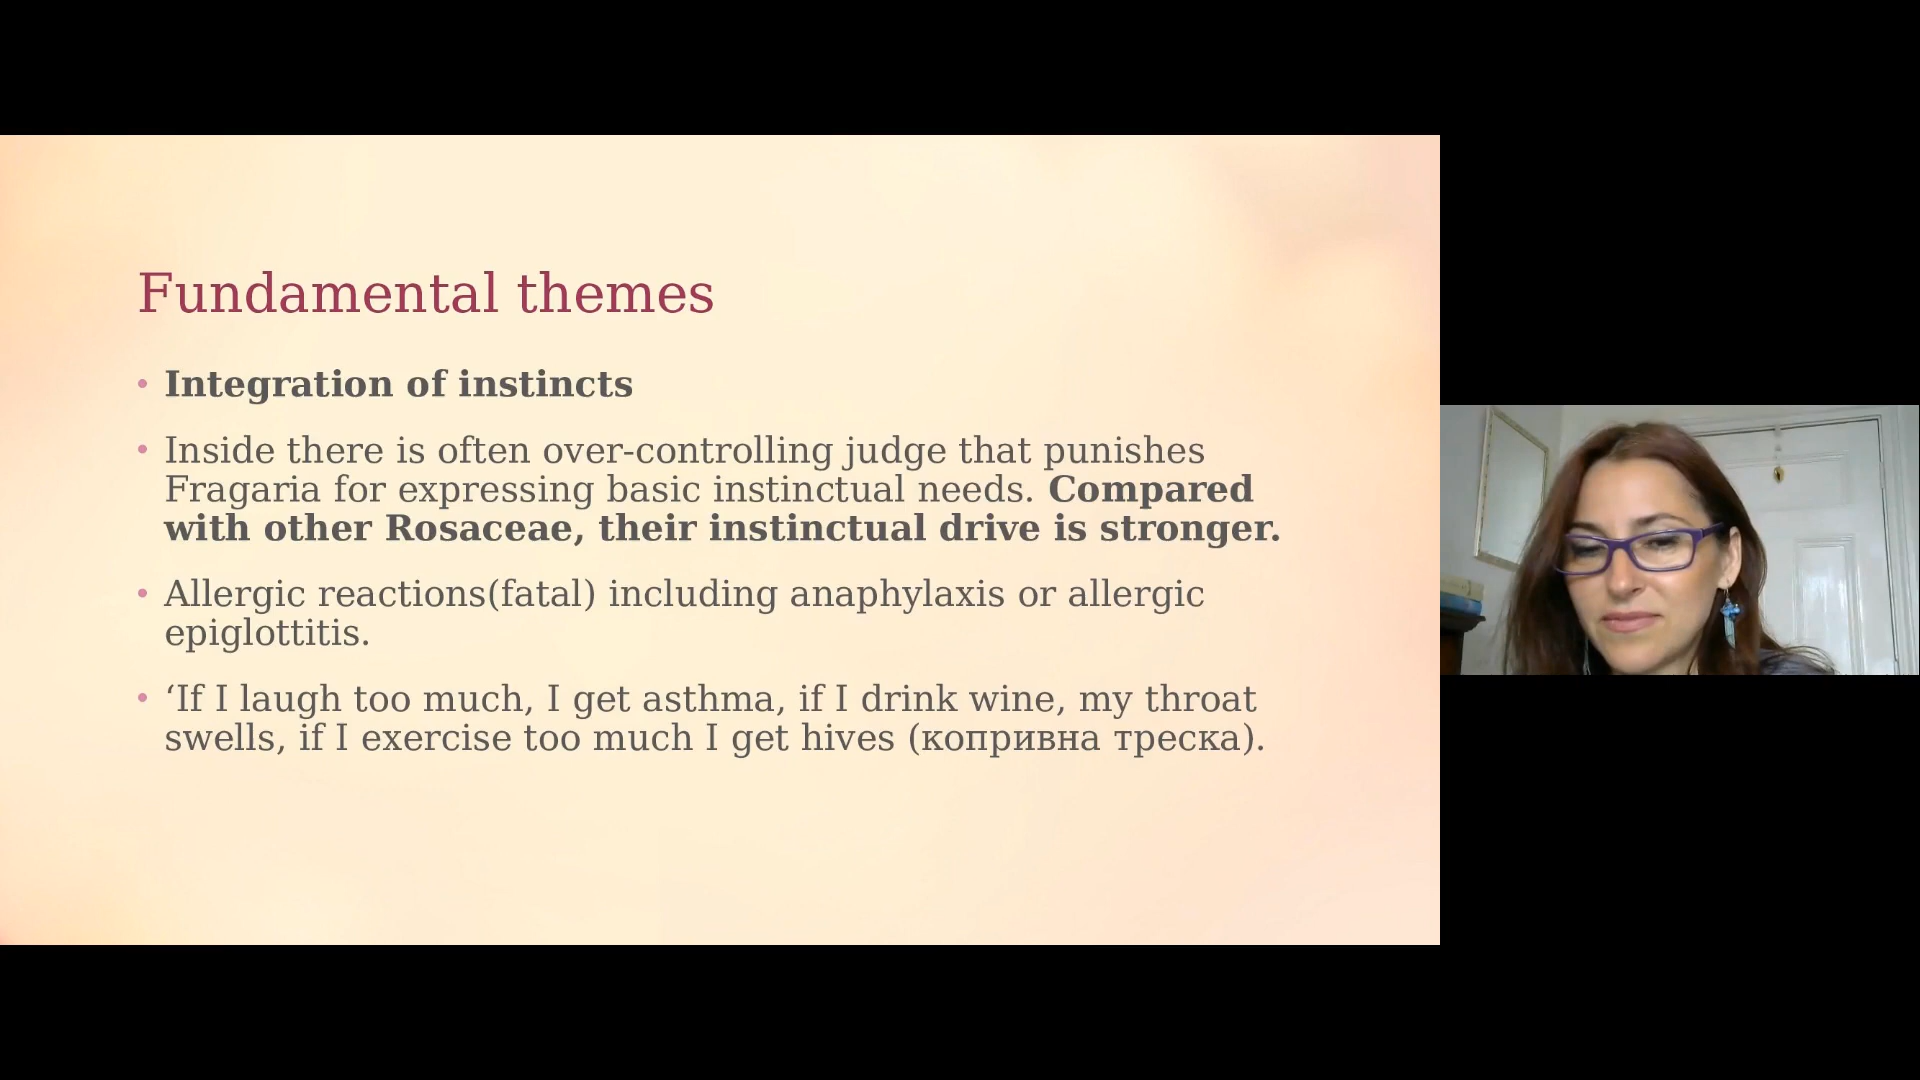 Fundamental themes
• Integration of instincts
• Inside there is often over-controlling judge that punishes
Fragaria for expressing basic instinctual needs. Compared
with other Rosaceae, their instinctual drive is stronger.
• Allergic reactions(fatal) including anaphylaxis or allergic
epiglottitis.
• ‘If I laugh too much, I get asthma, if I drink wine, my throat
swells, if I exercise too much I get hives (копривна треска).